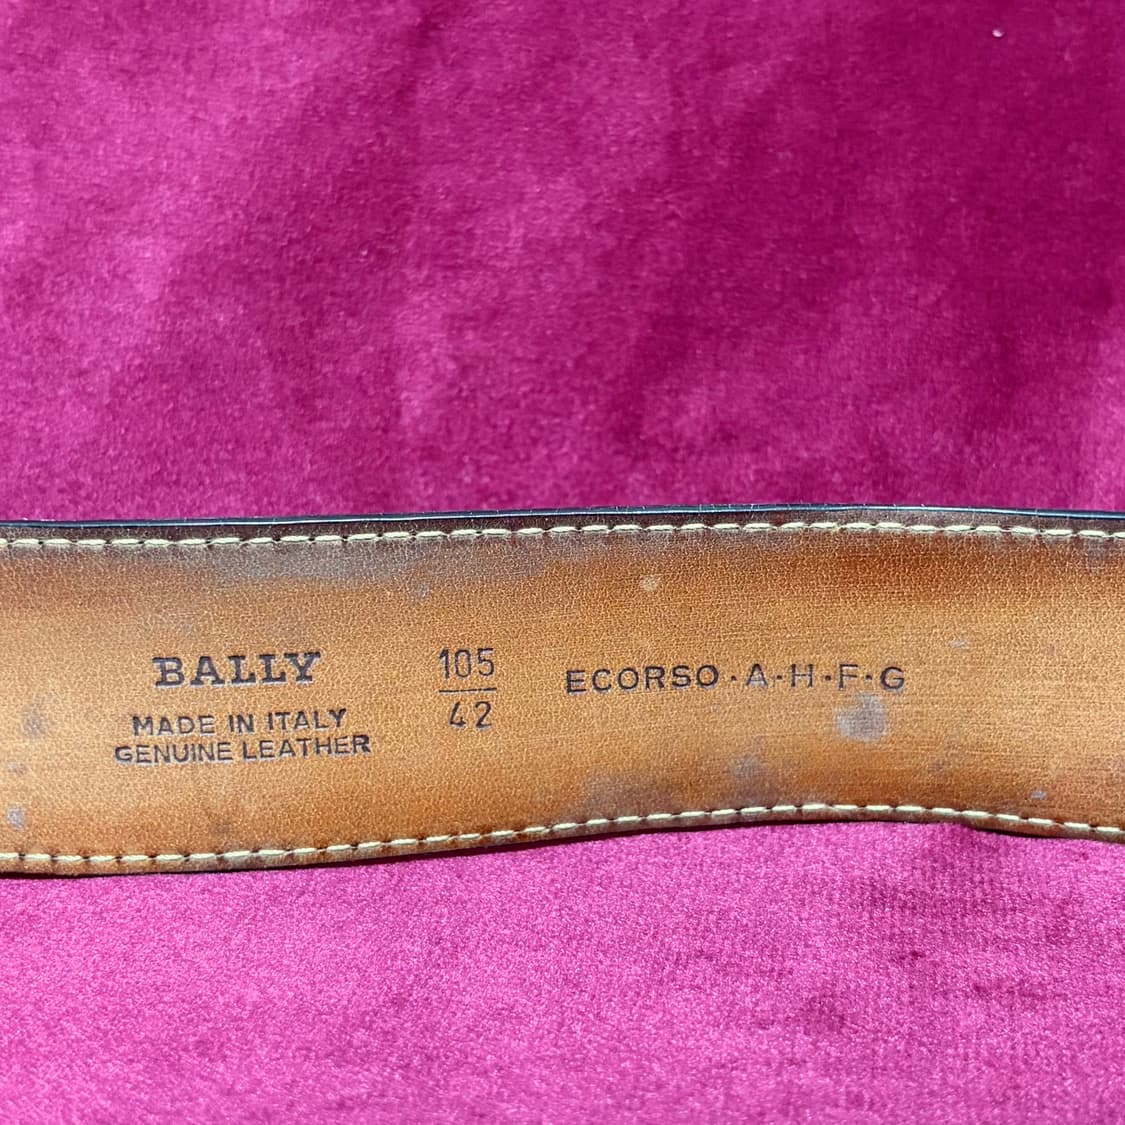 BALLY
MADE IN ITALY
GENUINE LEATHER
105
42
ECORSO·A·H·F·G